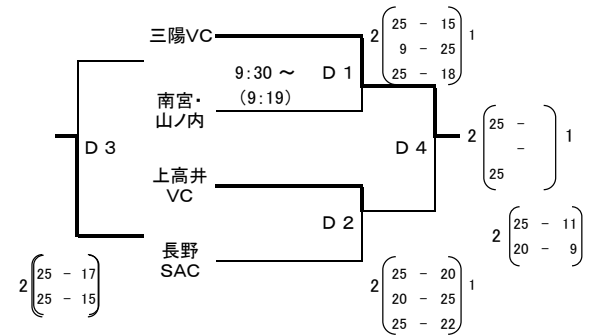 三陽VC
2 25 - 15 1
9 - 25
25 - 18
9:30 ～ D 1
(9:19)
南宮・
山ノ内
25 -
2 - 1
25
D 3
D 4
上高井
VC
D 2
25 - 11
2 20 - 9
長野
SAC
25 - 17
2 25 - 15
25 - 20
2 20 - 25 1
25 - 22